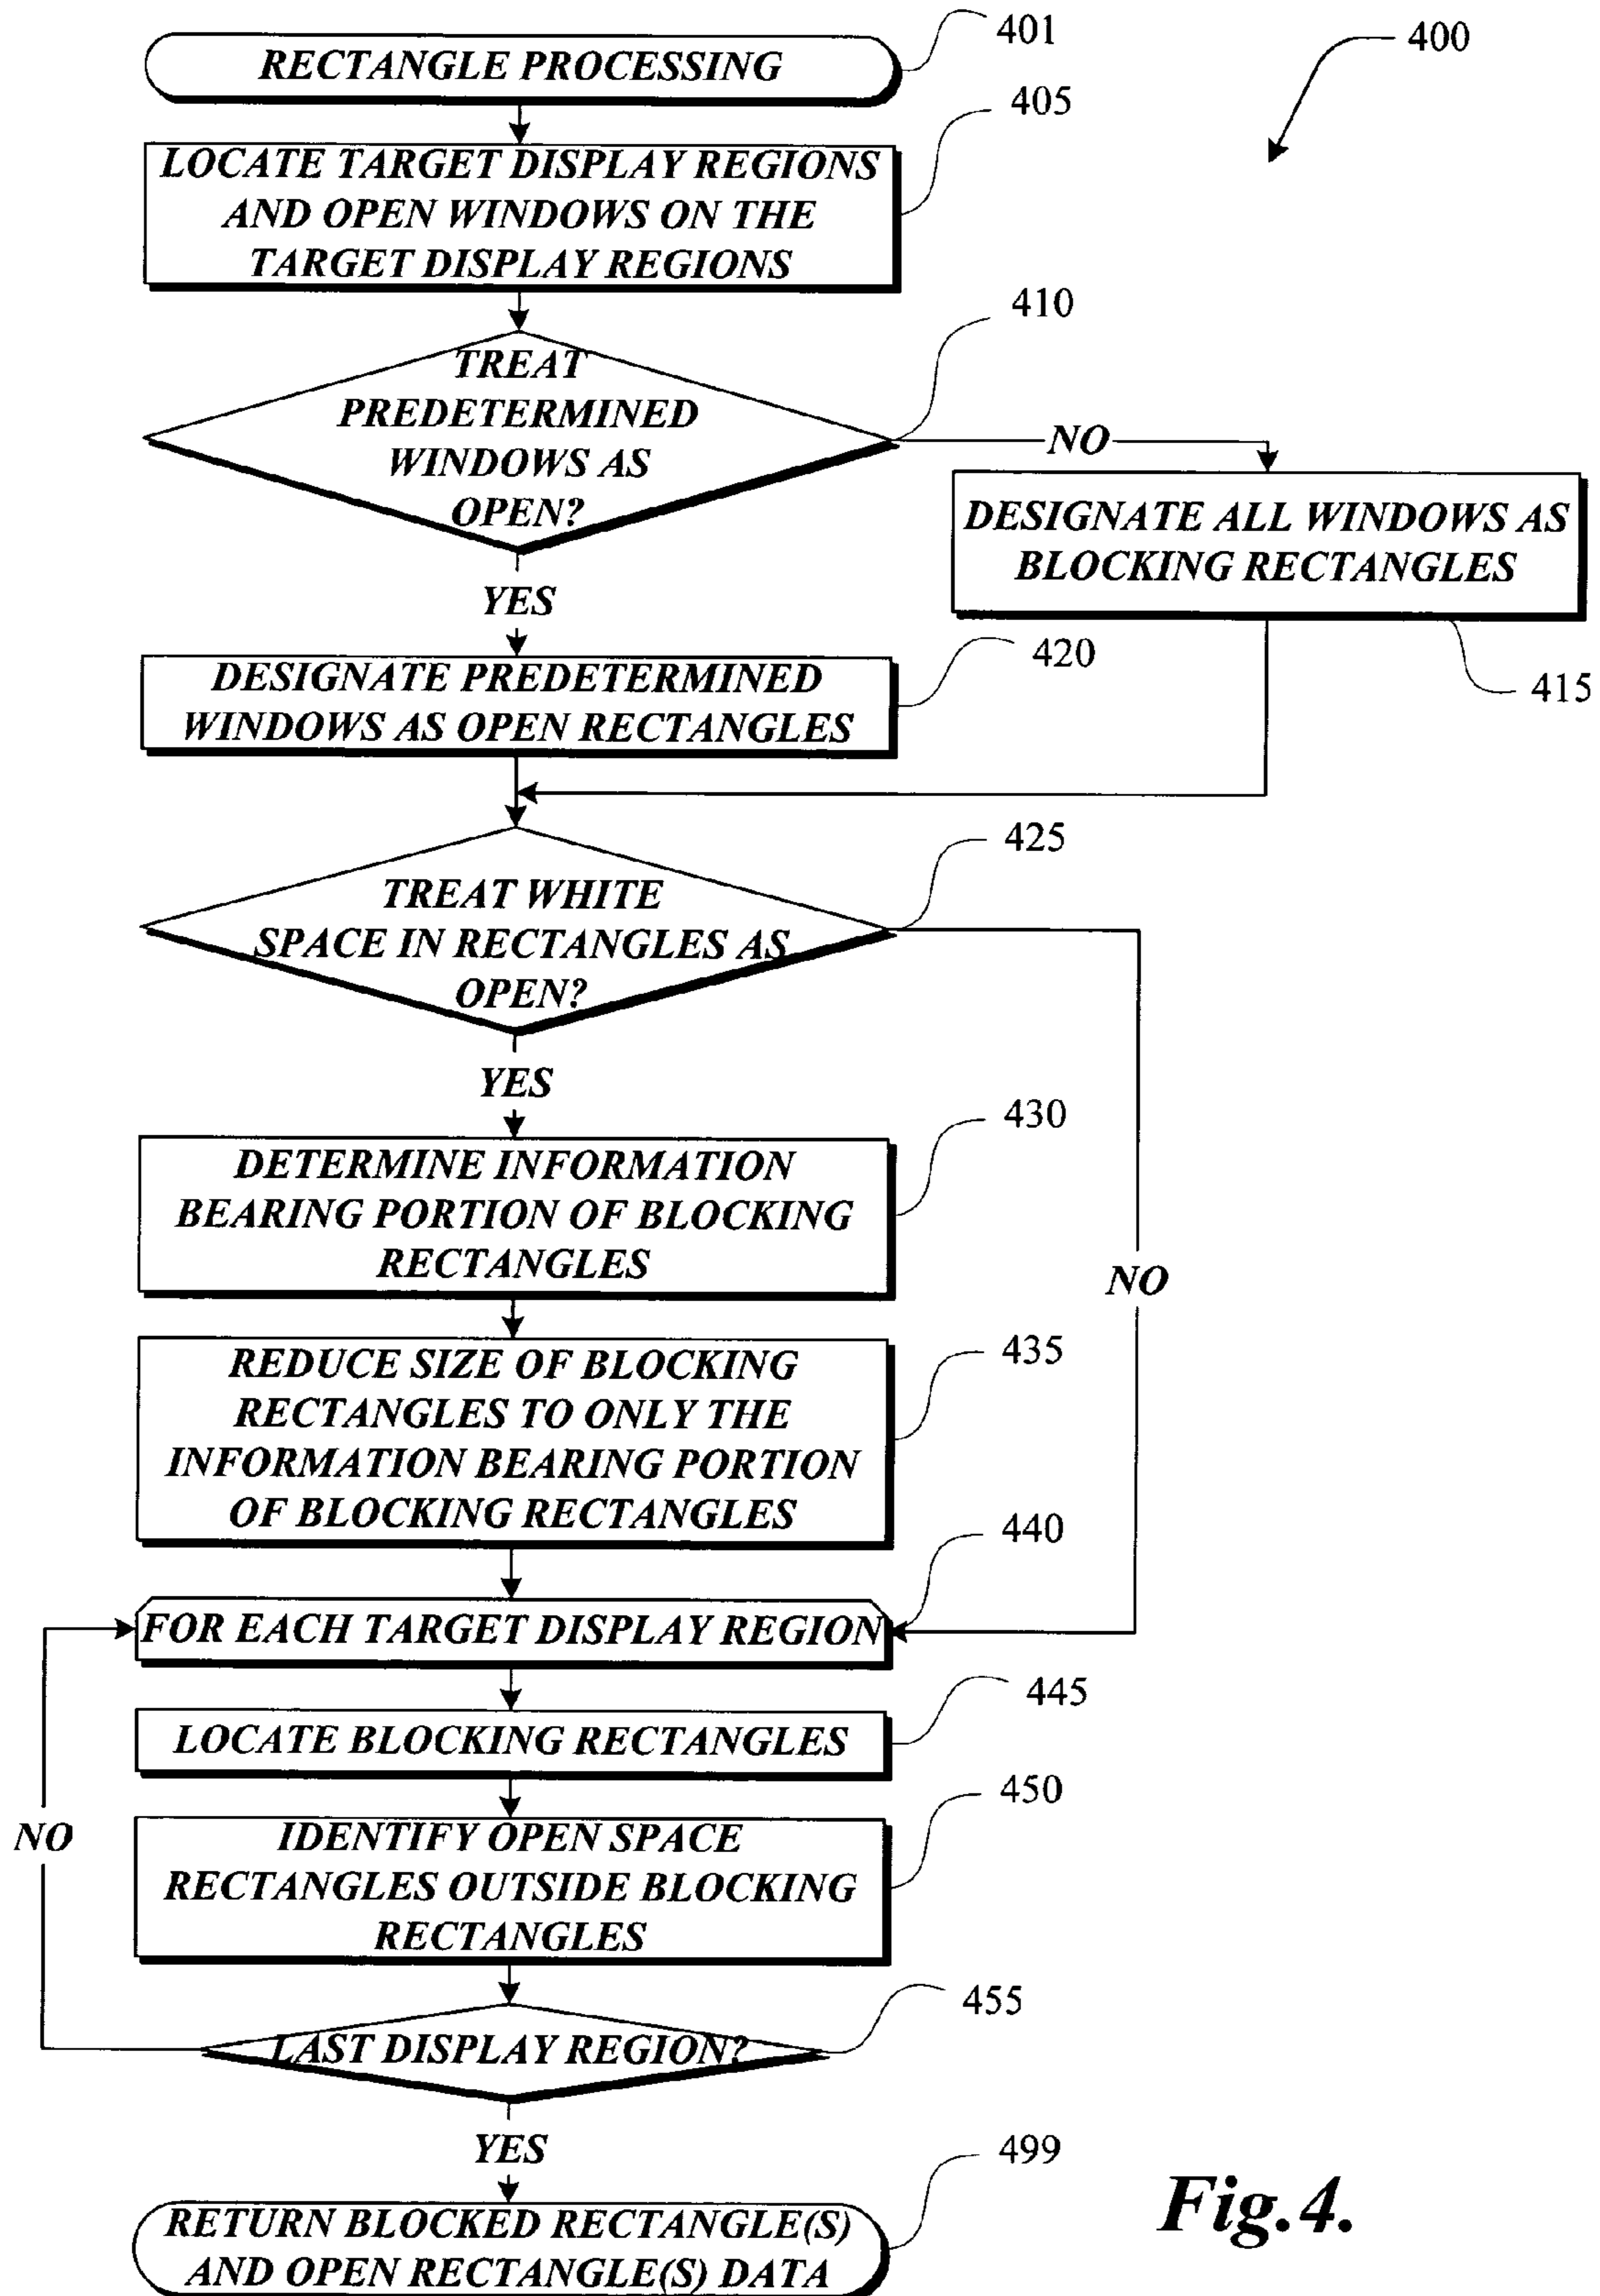 RECTANGLE PROCESSING
401
400
LOCATE TARGET DISPLAY REGIONS
AND OPEN WINDOWS ON THE
TARGET DISPLAY REGIONS
405
TREAT
PREDETERMINED
WINDOWS AS
OPEN?
410
NO
DESIGNATE ALL WINDOWS AS
BLOCKING RECTANGLES
415
YES
DESIGNATE PREDETERMINED
WINDOWS AS OPEN RECTANGLES
420
TREAT WHITE
SPACE IN RECTANGLES AS
OPEN?
425
YES
NO
DETERMINE INFORMATION
BEARING PORTION OF BLOCKING
RECTANGLES
430
REDUCE SIZE OF BLOCKING
RECTANGLES TO ONLY THE
INFORMATION BEARING PORTION
OF BLOCKING RECTANGLES
435
FOR EACH TARGET DISPLAY REGION
440
LOCATE BLOCKING RECTANGLES
445
IDENTIFY OPEN SPACE
RECTANGLES OUTSIDE BLOCKING
RECTANGLES
450
NO
LAST DISPLAY REGION?
455
YES
RETURN BLOCKED RECTANGLE(S)
AND OPEN RECTANGLE(S) DATA
499
Fig.4.